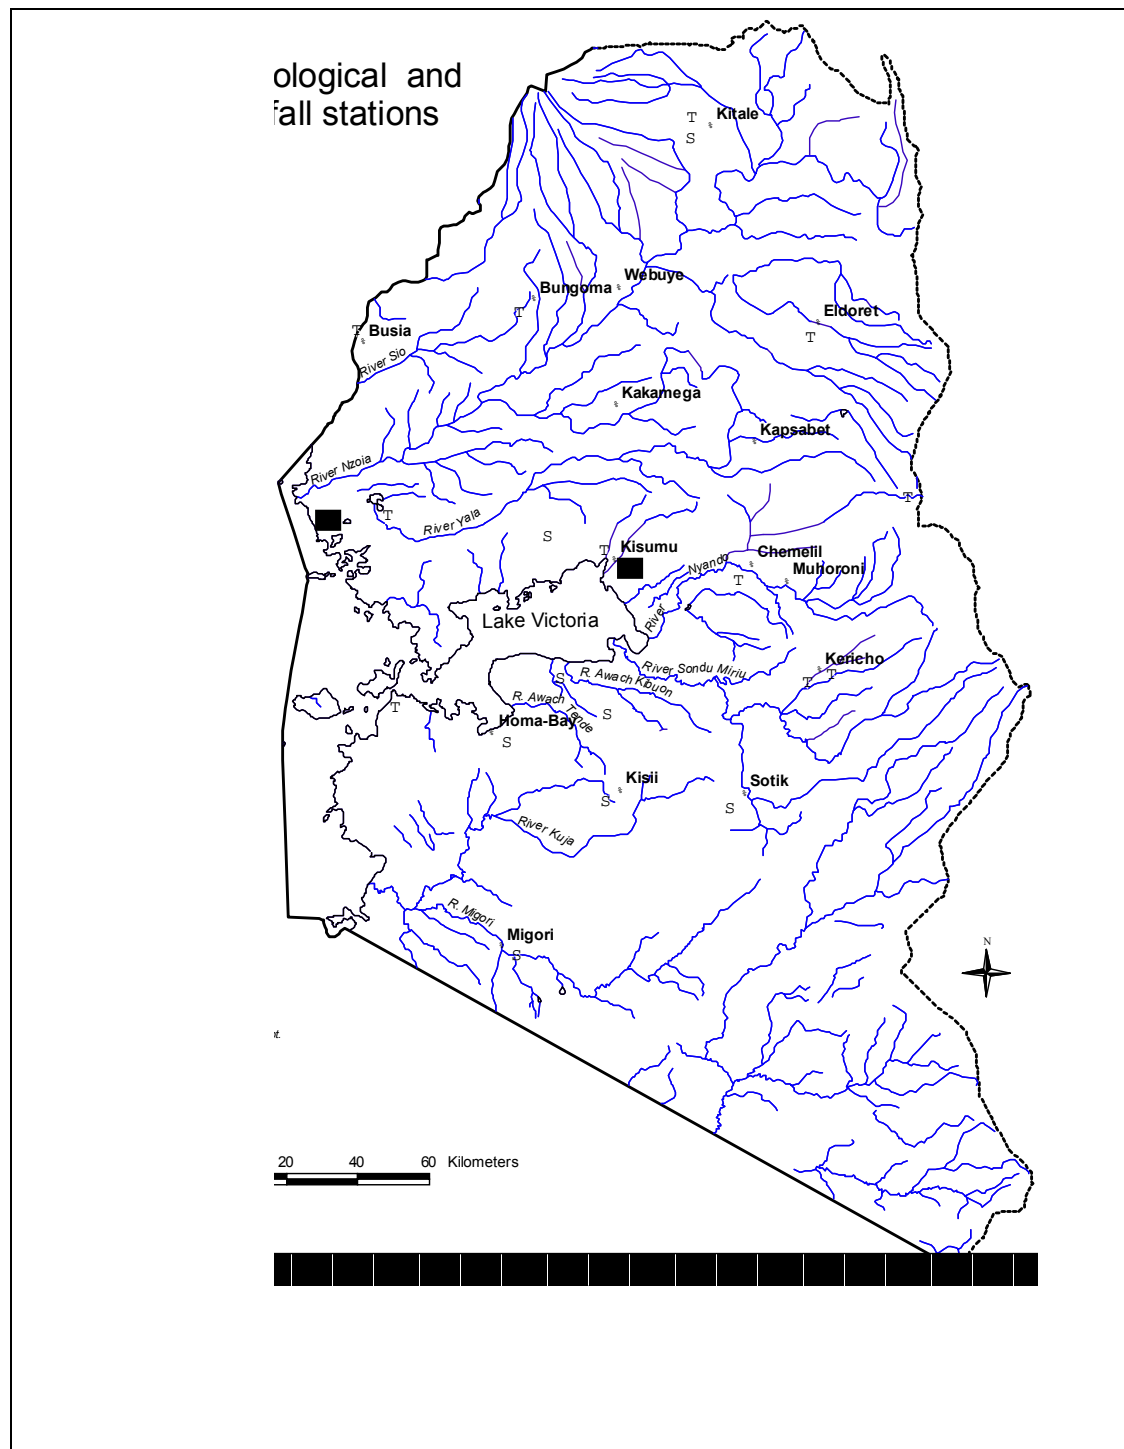 ological and
fall stations
T
Kitale
S
Webuye
Bungoma
T
Eldoret
T
Busia
T
River Sio
Kakamega
Kapsabet
River Nzoia
T
T
River Yala
S
T
Kisumu
Nyando
Chemelil
T
Muhoroni
River
Lake Victoria
Kericho
T T
River Sondu Miriu
S
R. Awach Kibuon
R. Awach Tende
T
S
Homa-Bay
S
Kisii
S
Sotik
S
River Kuja
R. Migori
Migori
S
N
20 40 60 Kilometers